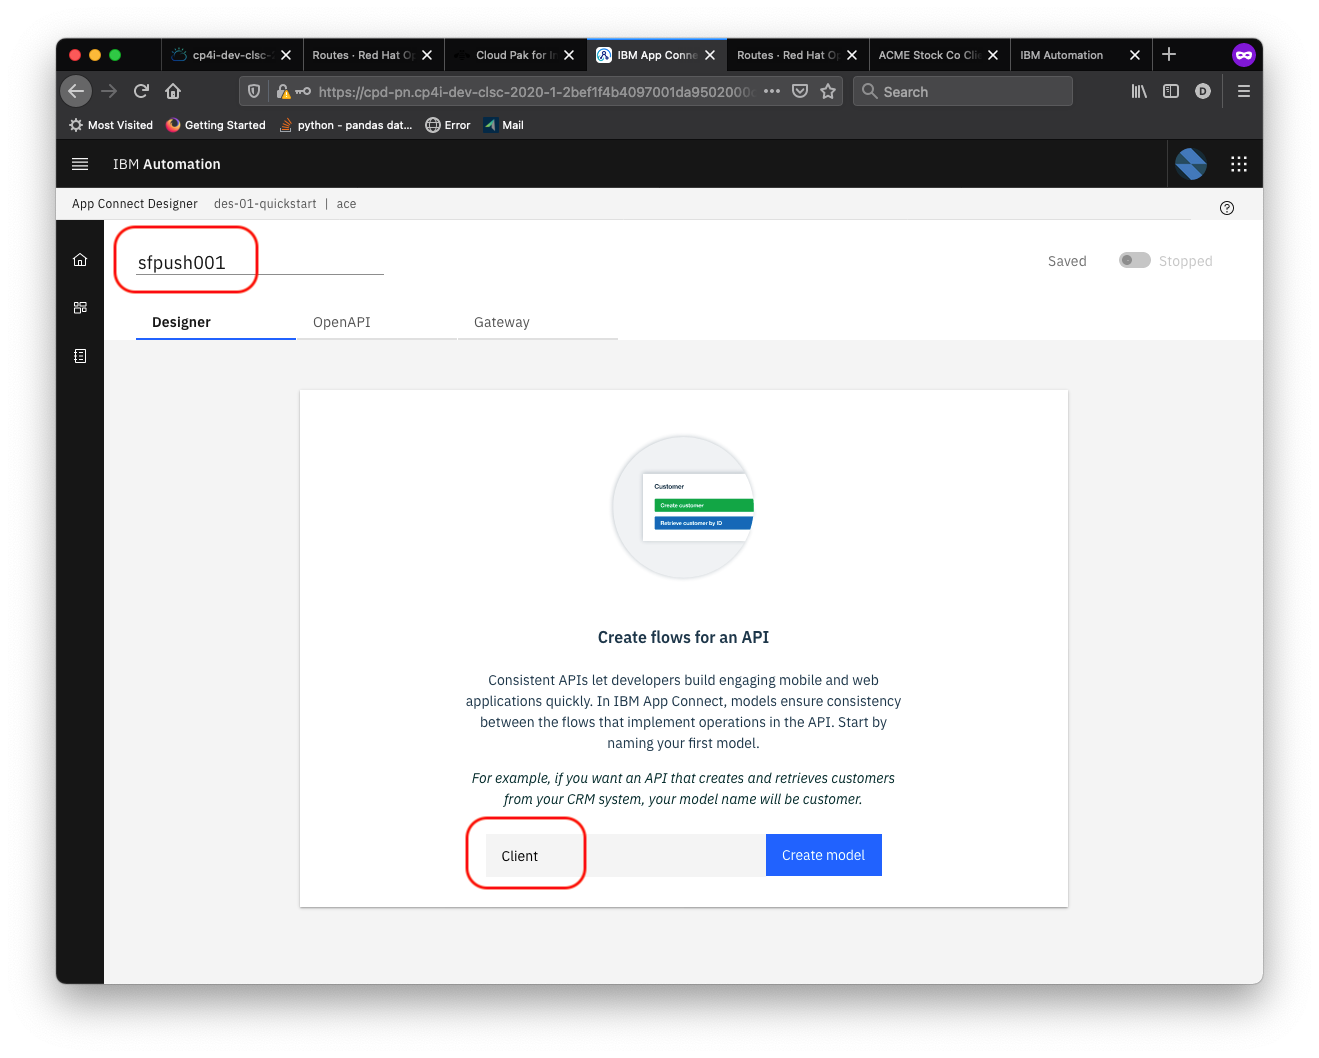 cp4i-dev-clsc-
Routes · Red Hat Op
Cloud Pak for In
IBM App Conne
Routes · Red Hat Op
ACME Stock Co Clie
IBM Automation
https://cpd-pn.cp4i-dev-clsc-2020-1-2bef1f4b4097001da9502000
Search
D
Most Visited
Getting Started
python - pandas dat...
Error
Mail
IBM Automation
App Connect Designer des-01-quickstart | ace
sfpush001
Saved
Stopped
Designer
OpenAPI
Gateway
Customer
Create customer
Retrieve customer by ID
Create flows for an API
Consistent APIs let developers build engaging mobile and web
applications quickly. In IBM App Connect, models ensure consistency
between the flows that implement operations in the API. Start by
naming your first model.
For example, if you want an API that creates and retrieves customers
from your CRM system, your model name will be customer.
Client
Create model